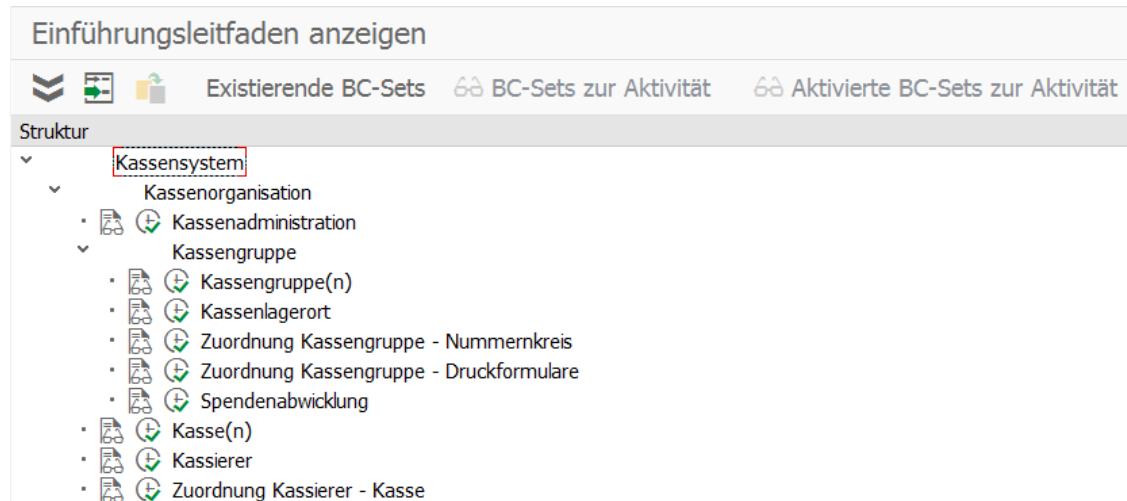 Einführungsleitfaden anzeigen
Existierende BC-Sets BC-Sets zur Aktivität Aktivierte BC-Sets zur Aktivität
Struktur
Kassensystem
Kassenorganisation
Kassenadministration
Kassengruppe
Kassengruppe(n)
Kassenlagerort
Zuordnung Kassengruppe - Nummernkreis
Zuordnung Kassengruppe - Druckformulare
Spendenabwicklung
Kasse(n)
Kassierer
Zuordnung Kassierer - Kasse